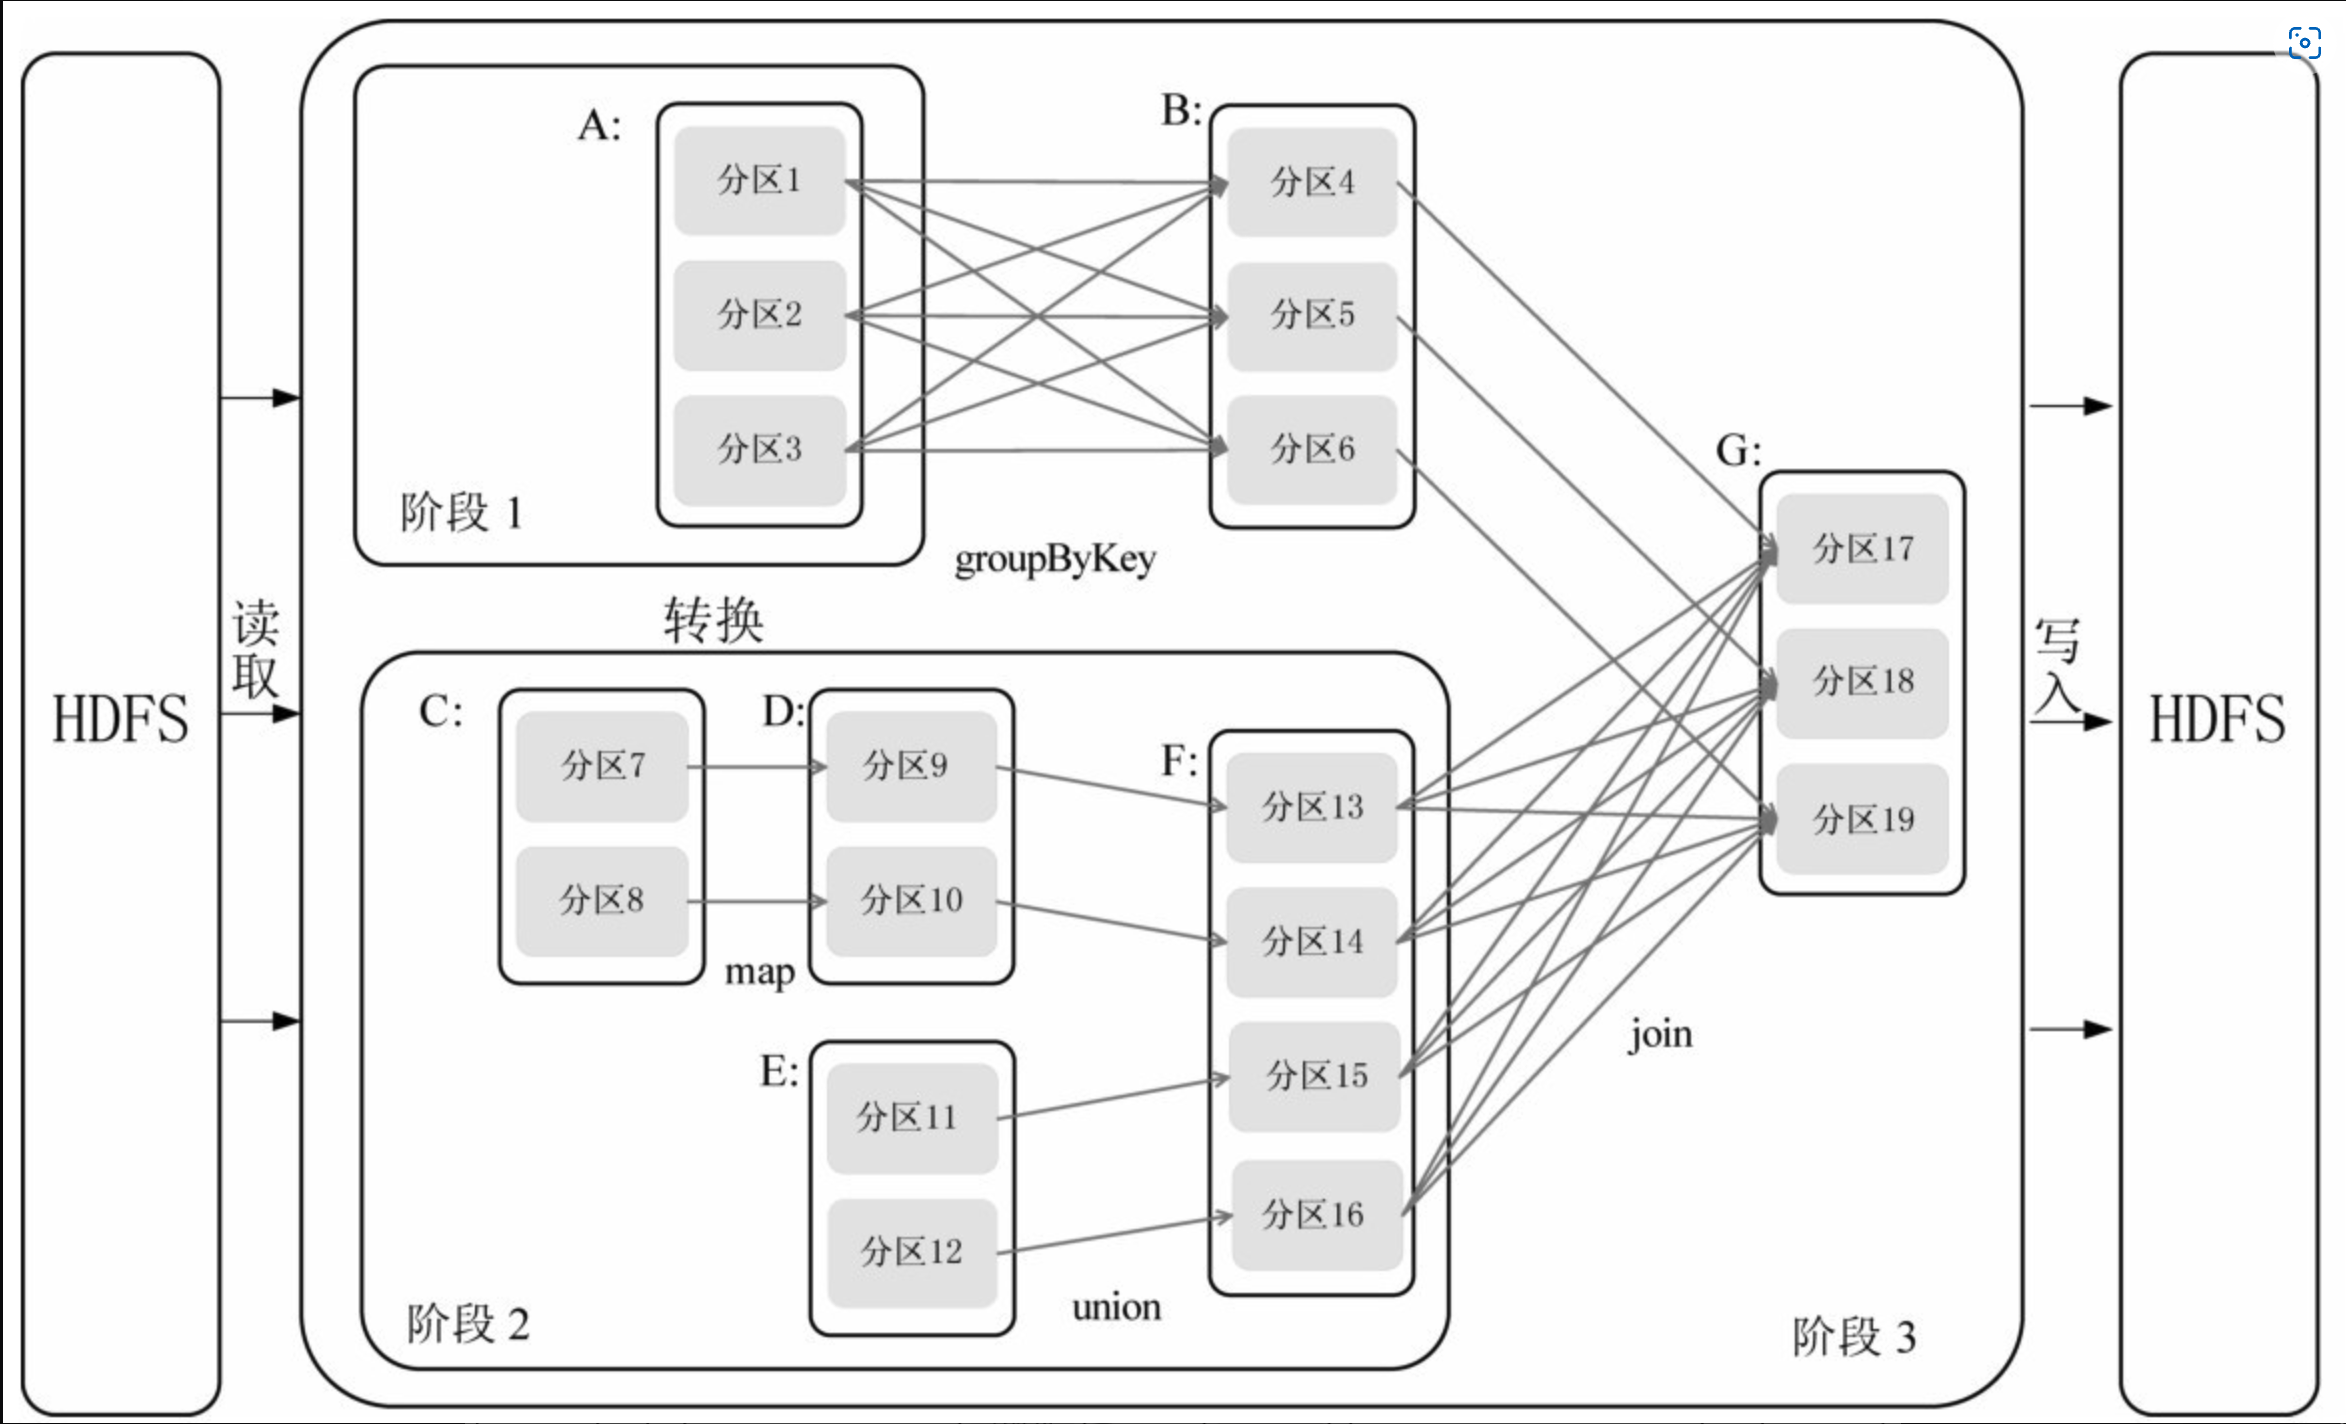 HDFS
读
取
A:
分区1
分区2
分区3
阶段 1
B:
分区4
分区5
分区6
groupByKey
转换
C:
分区7
分区8
map
D:
分区9
分区10
E:
分区11
分区12
union
F:
分区13
分区14
分区15
分区16
阶段 2
join
G:
分区17
分区18
分区19
阶段 3
写
入
HDFS